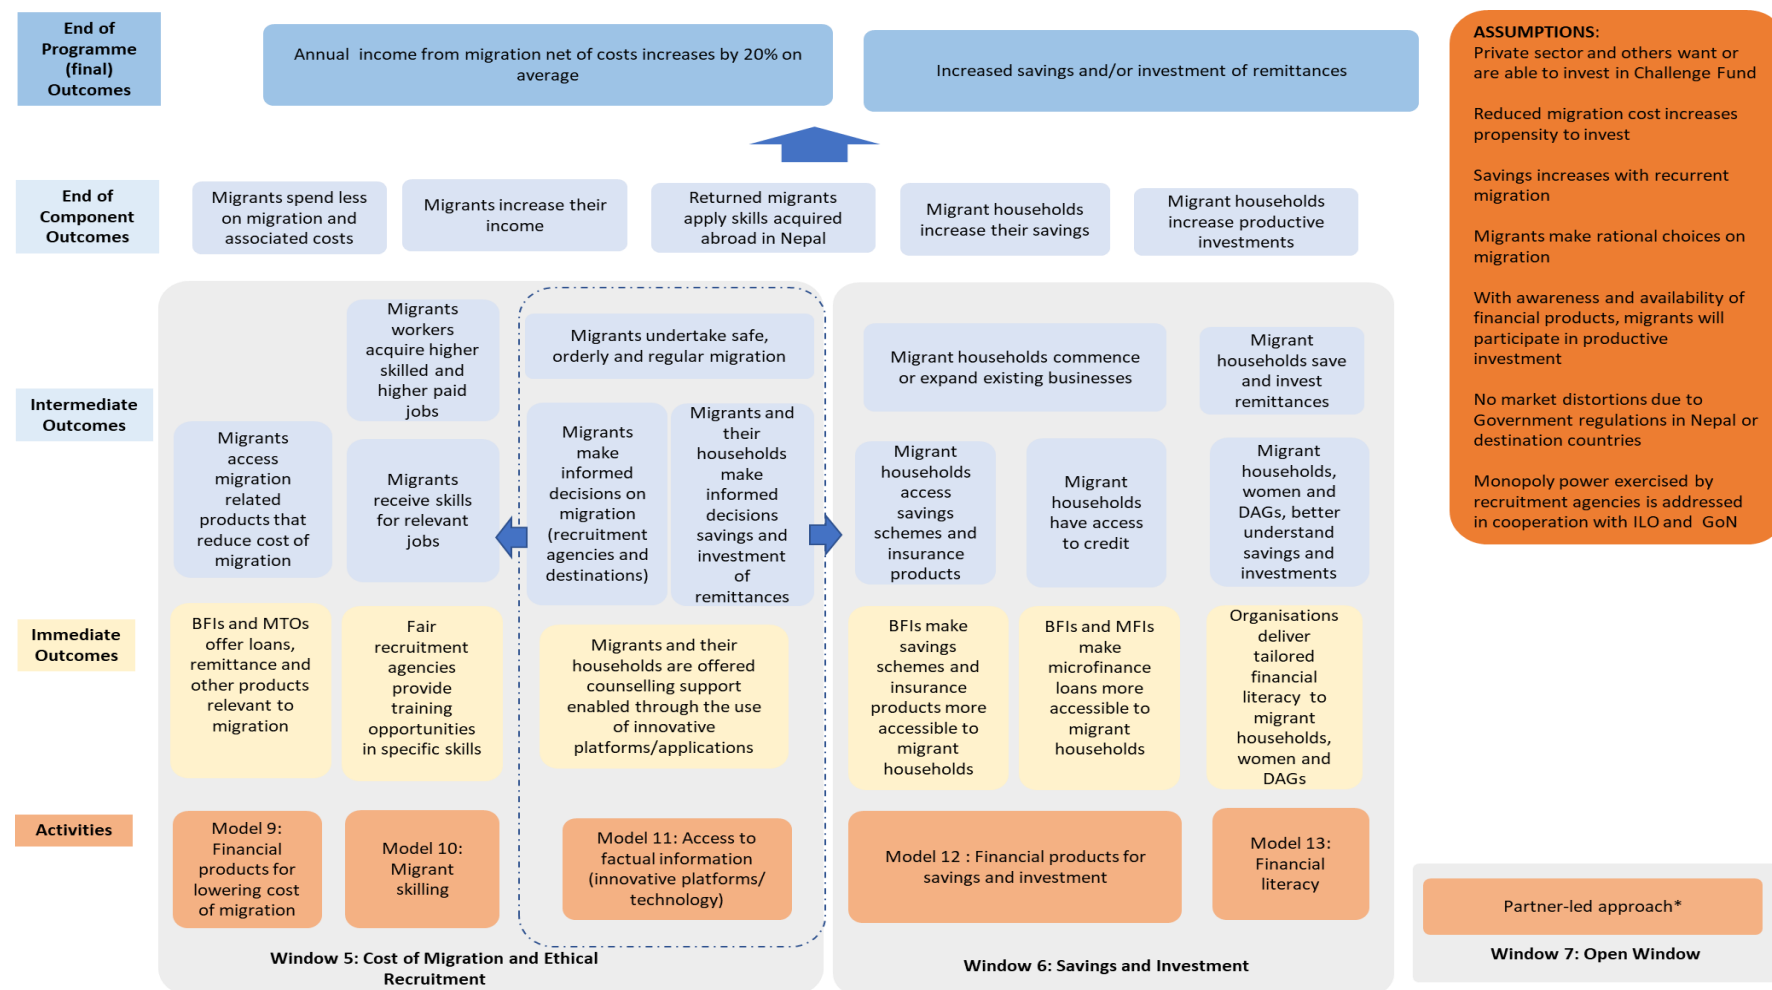 End of
Programme
(final)
Outcomes
Annual income from migration net of costs increases by 20% on
average
Increased savings and/or investment of remittances
End of
Component
Outcomes
Migrants spend less
on migration and
associated costs
Migrants increase their
income
Returned migrants
apply skills acquired
abroad in Nepal
Migrant households
increase their savings
Migrant households
increase productive
investments
Intermediate
Outcomes
Migrants
workers
acquire higher
skilled and
higher paid
jobs
Migrants undertake safe,
orderly and regular migration
Migrant households commence
or expand existing businesses
Migrant
households save
and invest
remittances
Migrants
access
migration
related
products that
reduce cost of
migration
Migrants
receive skills
for relevant
jobs
Migrants
make
informed
decisions on
migration
(recruitment
agencies and
destinations)
Migrants and
their
households
make
informed
decisions
savings and
investment
of
remittances
Migrant
households
access
savings
schemes and
insurance
products
Migrant
households
have access
to credit
Migrant
households,
women and
DAGs, better
understand
savings and
investments
Immediate
Outcomes
BFIs and MTOs
offer loans,
remittance and
other products
relevant to
migration
Fair
recruitment
agencies
provide
training
opportunities
in specific skills
Migrants and their
households are offered
counselling support
enabled through the use
of innovative
platforms/applications
BFIs make
savings
schemes and
insurance
products more
accessible to
migrant
households
BFIs and MFIs
make
microfinance
loans more
accessible to
migrant
households
Organisations
deliver
tailored
financial
literacy to
migrant
households,
women and
DAGs
Activities
Model 9:
Financial
products for
lowering cost
of migration
Model 10:
Migrant
skilling
Model 11: Access to
factual information
(innovative platforms/
technology)
Model 12 : Financial products for
savings and investment
Model 13:
Financial
literacy
Window 5: Cost of Migration and Ethical
Recruitment
Window 6: Savings and Investment
ASSUMPTIONS:
Private sector and others want or
are able to invest in Challenge Fund
Reduced migration cost increases
propensity to invest
Savings increases with recurrent
migration
Migrants make rational choices on
migration
With awareness and availability of
financial products, migrants will
participate in productive
investment
No market distortions due to
Government regulations in Nepal or
destination countries
Monopoly power exercised by
recruitment agencies is addressed
in cooperation with ILO and GoN
Partner-led approach*
Window 7: Open Window